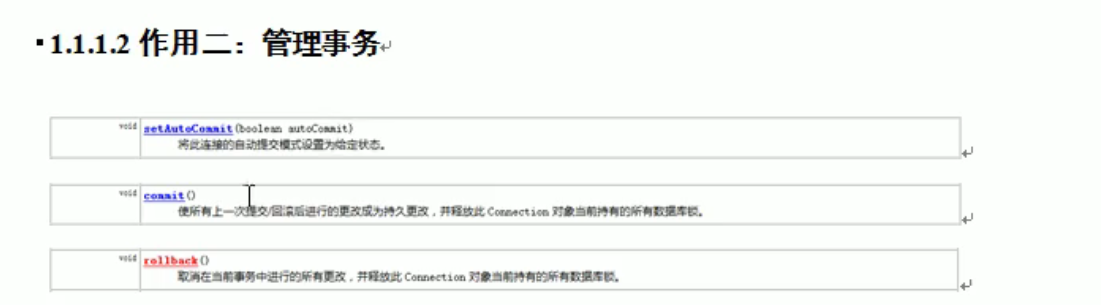 ▪1.1.1.2 作用二：管理事务↵
void setAutoCommit(boolean autoCommit)
将此连接的自动提交模式设置为给定状态。
void commit()
使所有上一次提交/回滚后进行的更改成为持久更改，并释放此 Connection 对象当前持有的所有数据库锁。
void rollback()
取消在当前事务中进行的所有更改，并释放此 Connection 对象当前持有的所有数据库锁。